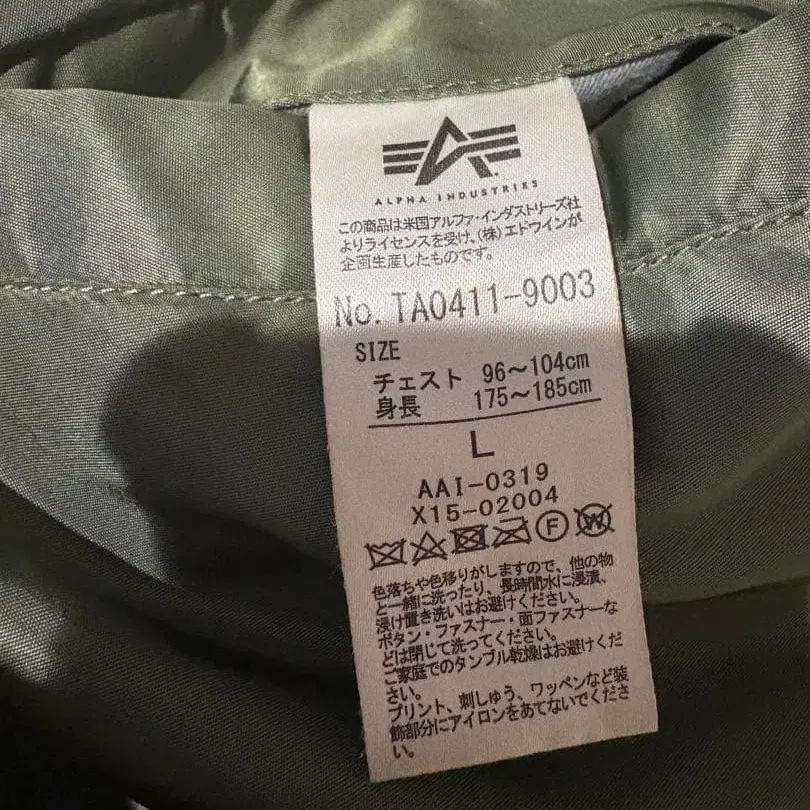 ALPHA INDUSTRIES
この商品は米国アルファ・インダストリーズ社
よりライセンスを受け、(株)エドウインが
企画生産したものです。
No. TA0411-9003
SIZE
チェスト 96〜104cm
身長 175〜185cm
L
AAI-0319
X15-02004
F W
色落ちや色移りがしますので、他の物
と一緒に洗ったり、長時間水に浸漬、
浸け置き洗いはお避けください。
ボタン・ファスナー・面ファスナーな
どは閉じて洗ってください。
ご家庭でのタンブル乾燥はお避けくだ
さい。
プリント、刺しゅう、ワッペンなど装
飾部分にアイロンをあてないでくださ
い。